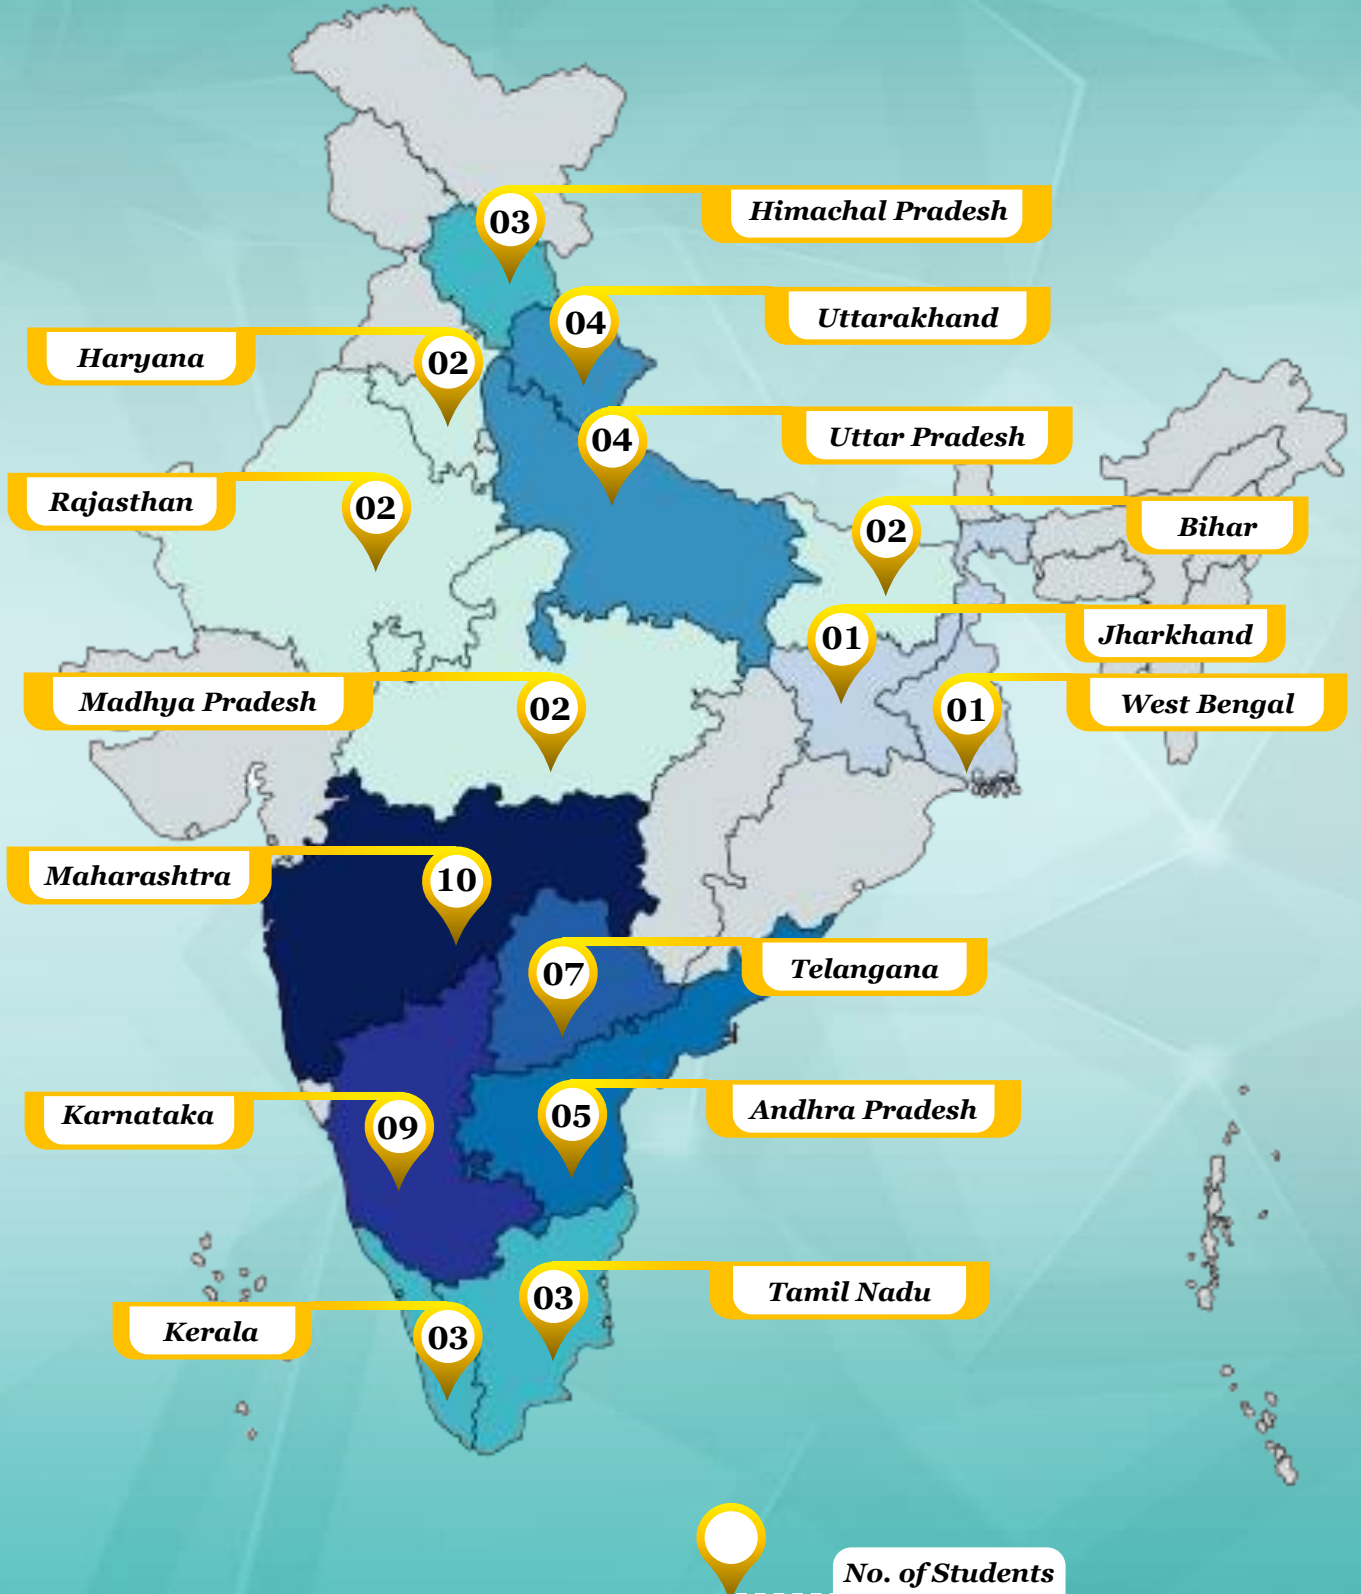 03
Himachal Pradesh
04
Uttarakhand
Haryana
02
04
Uttar Pradesh
Rajasthan
02
02
Bihar
01
Jharkhand
Madhya Pradesh
02
01
West Bengal
Maharashtra
10
07
Telangana
Karnataka
09
05
Andhra Pradesh
03
Tamil Nadu
Kerala
03
No. of Students